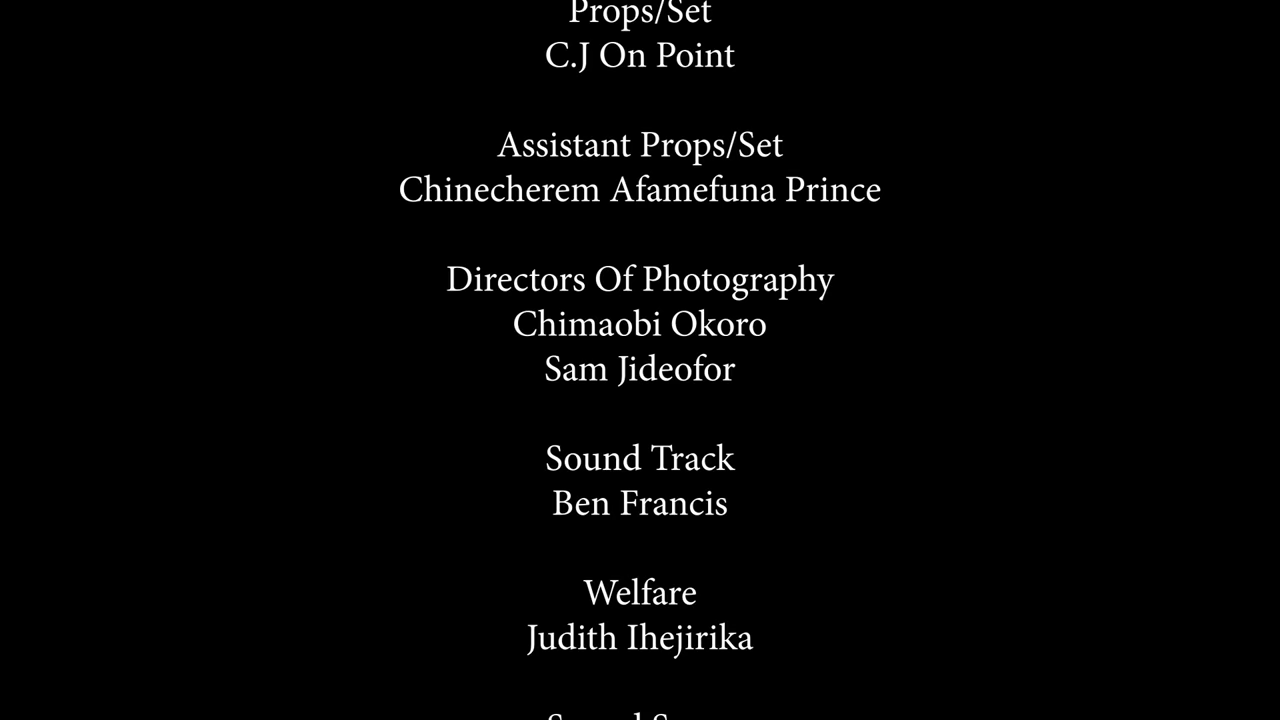 Props/Set
C.J On Point
Assistant Props/Set
Chinecherem Afamefuna Prince
Directors Of Photography
Chimaobi Okoro
Sam Jideofor
Sound Track
Ben Francis
Welfare
Judith Ihejirika